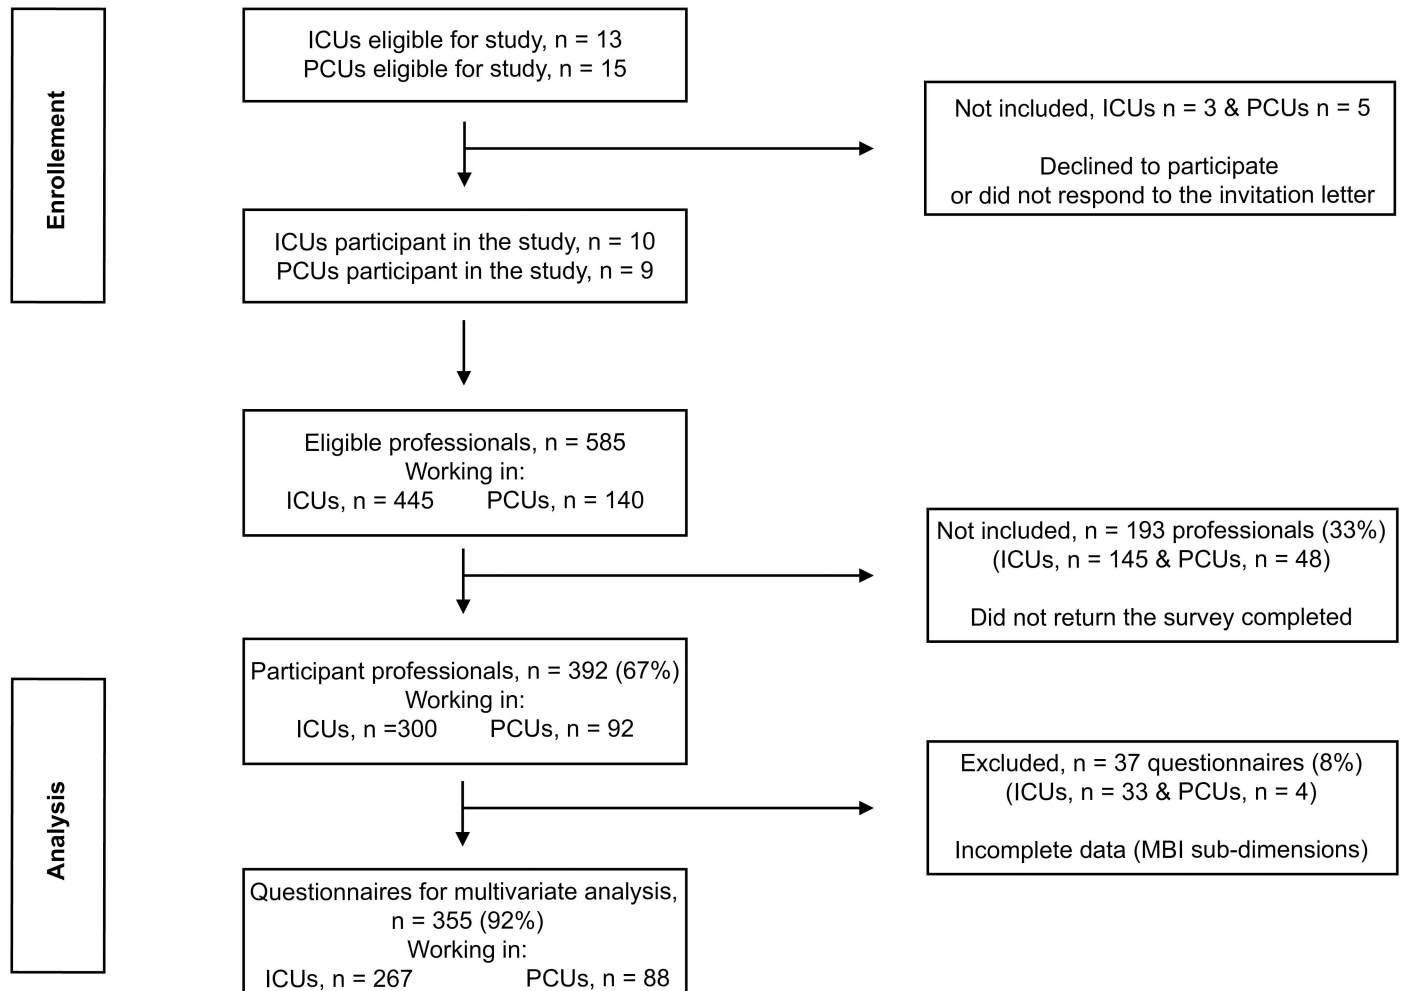 Enrollement
ICUs eligible for study, n = 13
PCUs eligible for study, n = 15
Not included, ICUs n = 3 & PCUs n = 5
Declined to participate
or did not respond to the invitation letter
ICUs participant in the study, n = 10
PCUs participant in the study, n = 9
Eligible professionals, n = 585
Working in:
ICUs, n = 445 PCUs, n = 140
Not included, n = 193 professionals (33%)
(ICUs, n = 145 & PCUs, n = 48)
Did not return the survey completed
Analysis
Participant professionals, n = 392 (67%)
Working in:
ICUs, n =300 PCUs, n = 92
Excluded, n = 37 questionnaires (8%)
(ICUs, n = 33 & PCUs, n = 4)
Incomplete data (MBI sub-dimensions)
Questionnaires for multivariate analysis,
n = 355 (92%)
Working in:
ICUs, n = 267 PCUs, n = 88